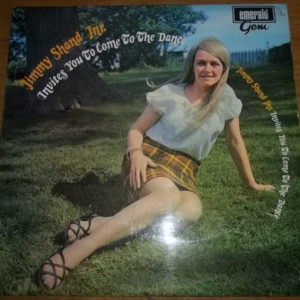 emerald
Gem
Jimmy Shand Jnr.
Invites You To Come To The Dance
Jimmy Shand Jnr. Invites You To Come To The Dance